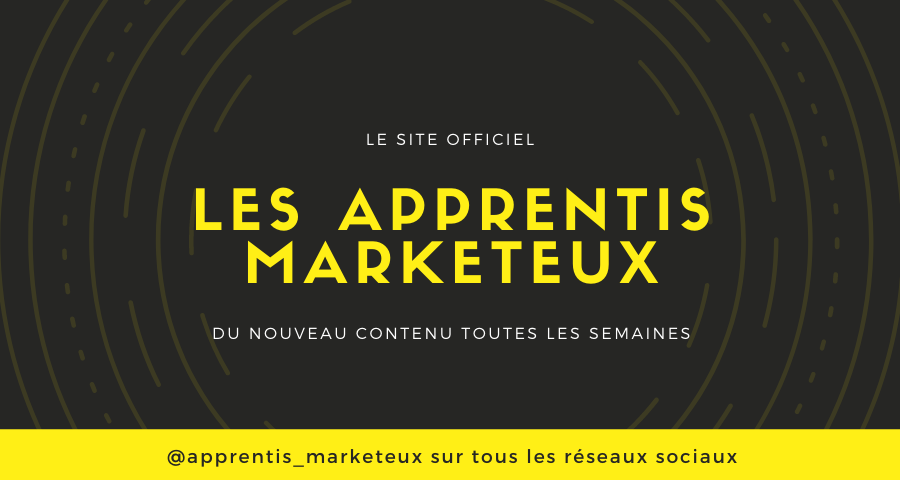 LE SITE OFFICIEL
LES APPRENTIS
MARKETEUX
DU NOUVEAU CONTENU TOUTES LES SEMAINES
@apprentis_marketeux sur tous les réseaux sociaux